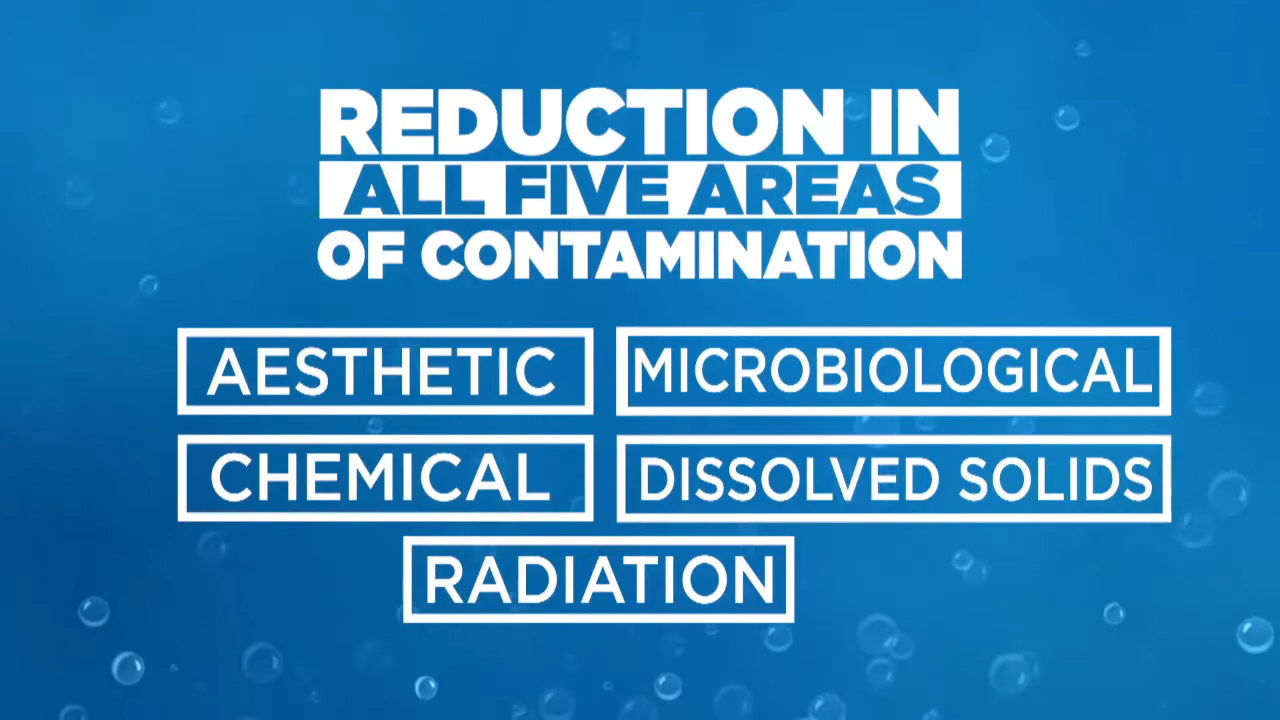 REDUCTION IN
ALL FIVE AREAS
OF CONTAMINATION
AESTHETIC
MICROBIOLOGICAL
CHEMICAL
DISSOLVED SOLIDS
RADIATION